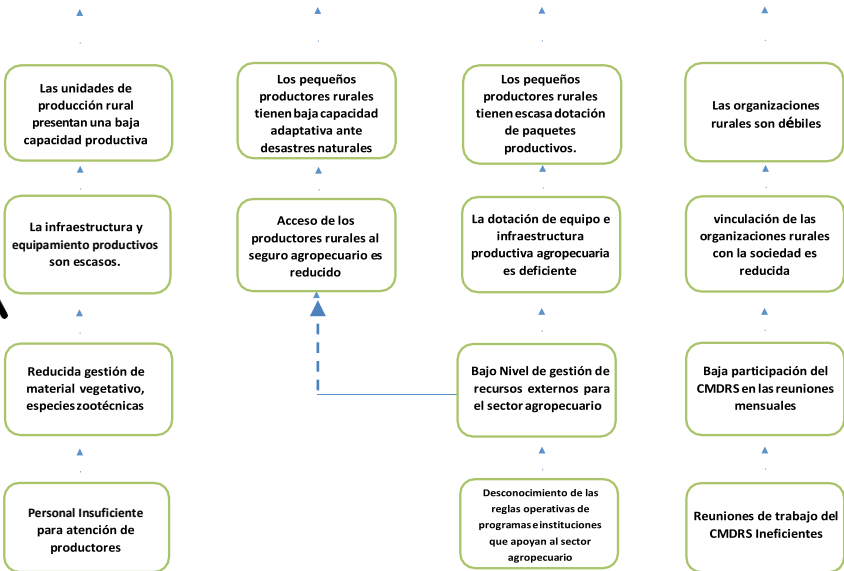 Las unidades de
producción rural
presentan una baja
capacidad productiva
Los pequeños
productores rurales
tienen baja capacidad
adaptativa ante
desastres naturales
Los pequeños
productores rurales
tienen escasa dotación
de paquetes
productivos.
Las organizaciones
rurales son débiles
La infraestructura y
equipamiento productivos
son escasos.
Acceso de los
productores rurales al
seguro agropecuario es
reducido
La dotación de equipo e
infraestructura
productiva agropecuaria
es deficiente
vinculación de las
organizaciones rurales
con la sociedad es
reducida
Reducida gestión de
material vegetativo,
especies zootécnicas
Bajo Nivel de gestión de
recursos externos para
el sector agropecuario
Baja participación del
CMDRS en las reuniones
mensuales
Personal Insuficiente
para atención de
productores
Desconocimiento de las
reglas operativas de
programas e instituciones
que apoyan al sector
agropecuario
Reuniones de trabajo del
CMDRS Ineficientes